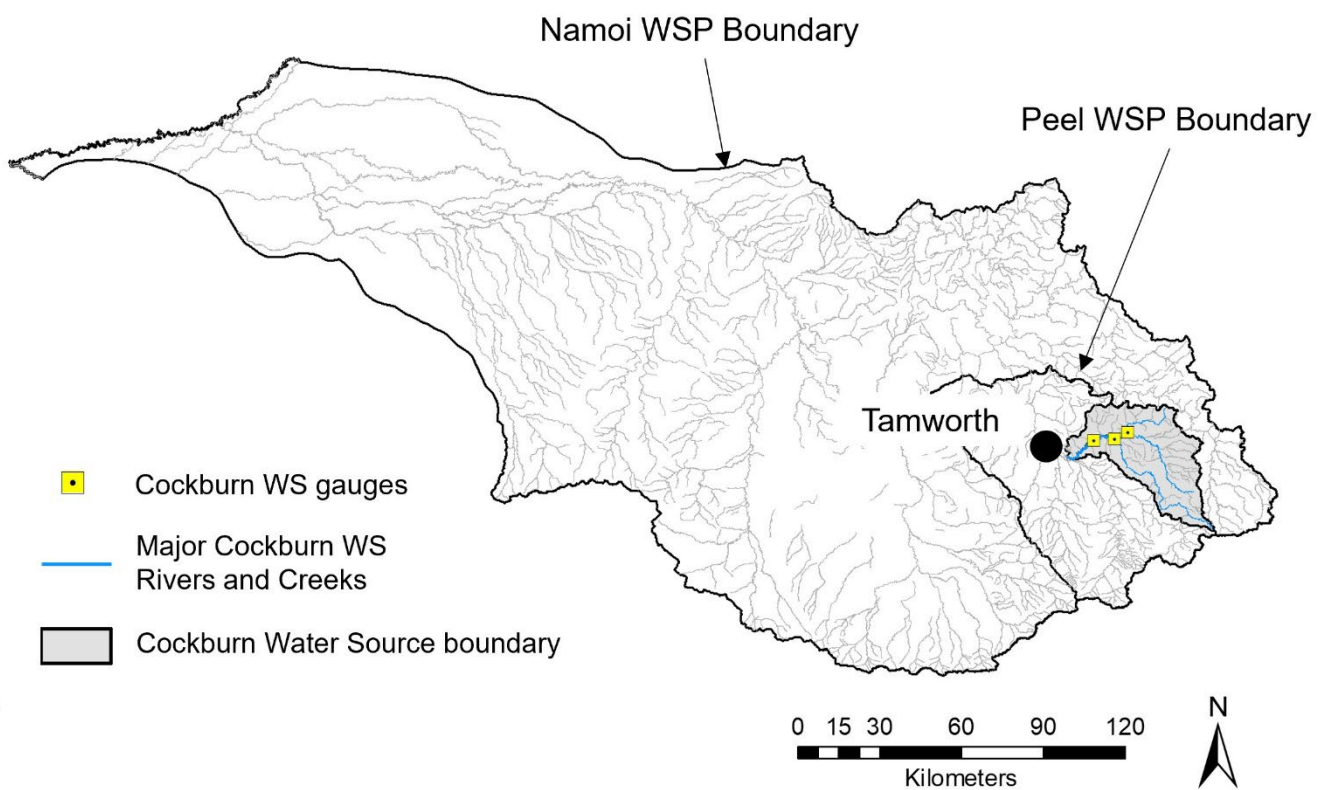 Namoi WSP Boundary
Peel WSP Boundary
Tamworth
Cockburn WS gauges
Major Cockburn WS
Rivers and Creeks
Cockburn Water Source boundary
0 15 30 60 90 120
Kilometers
N